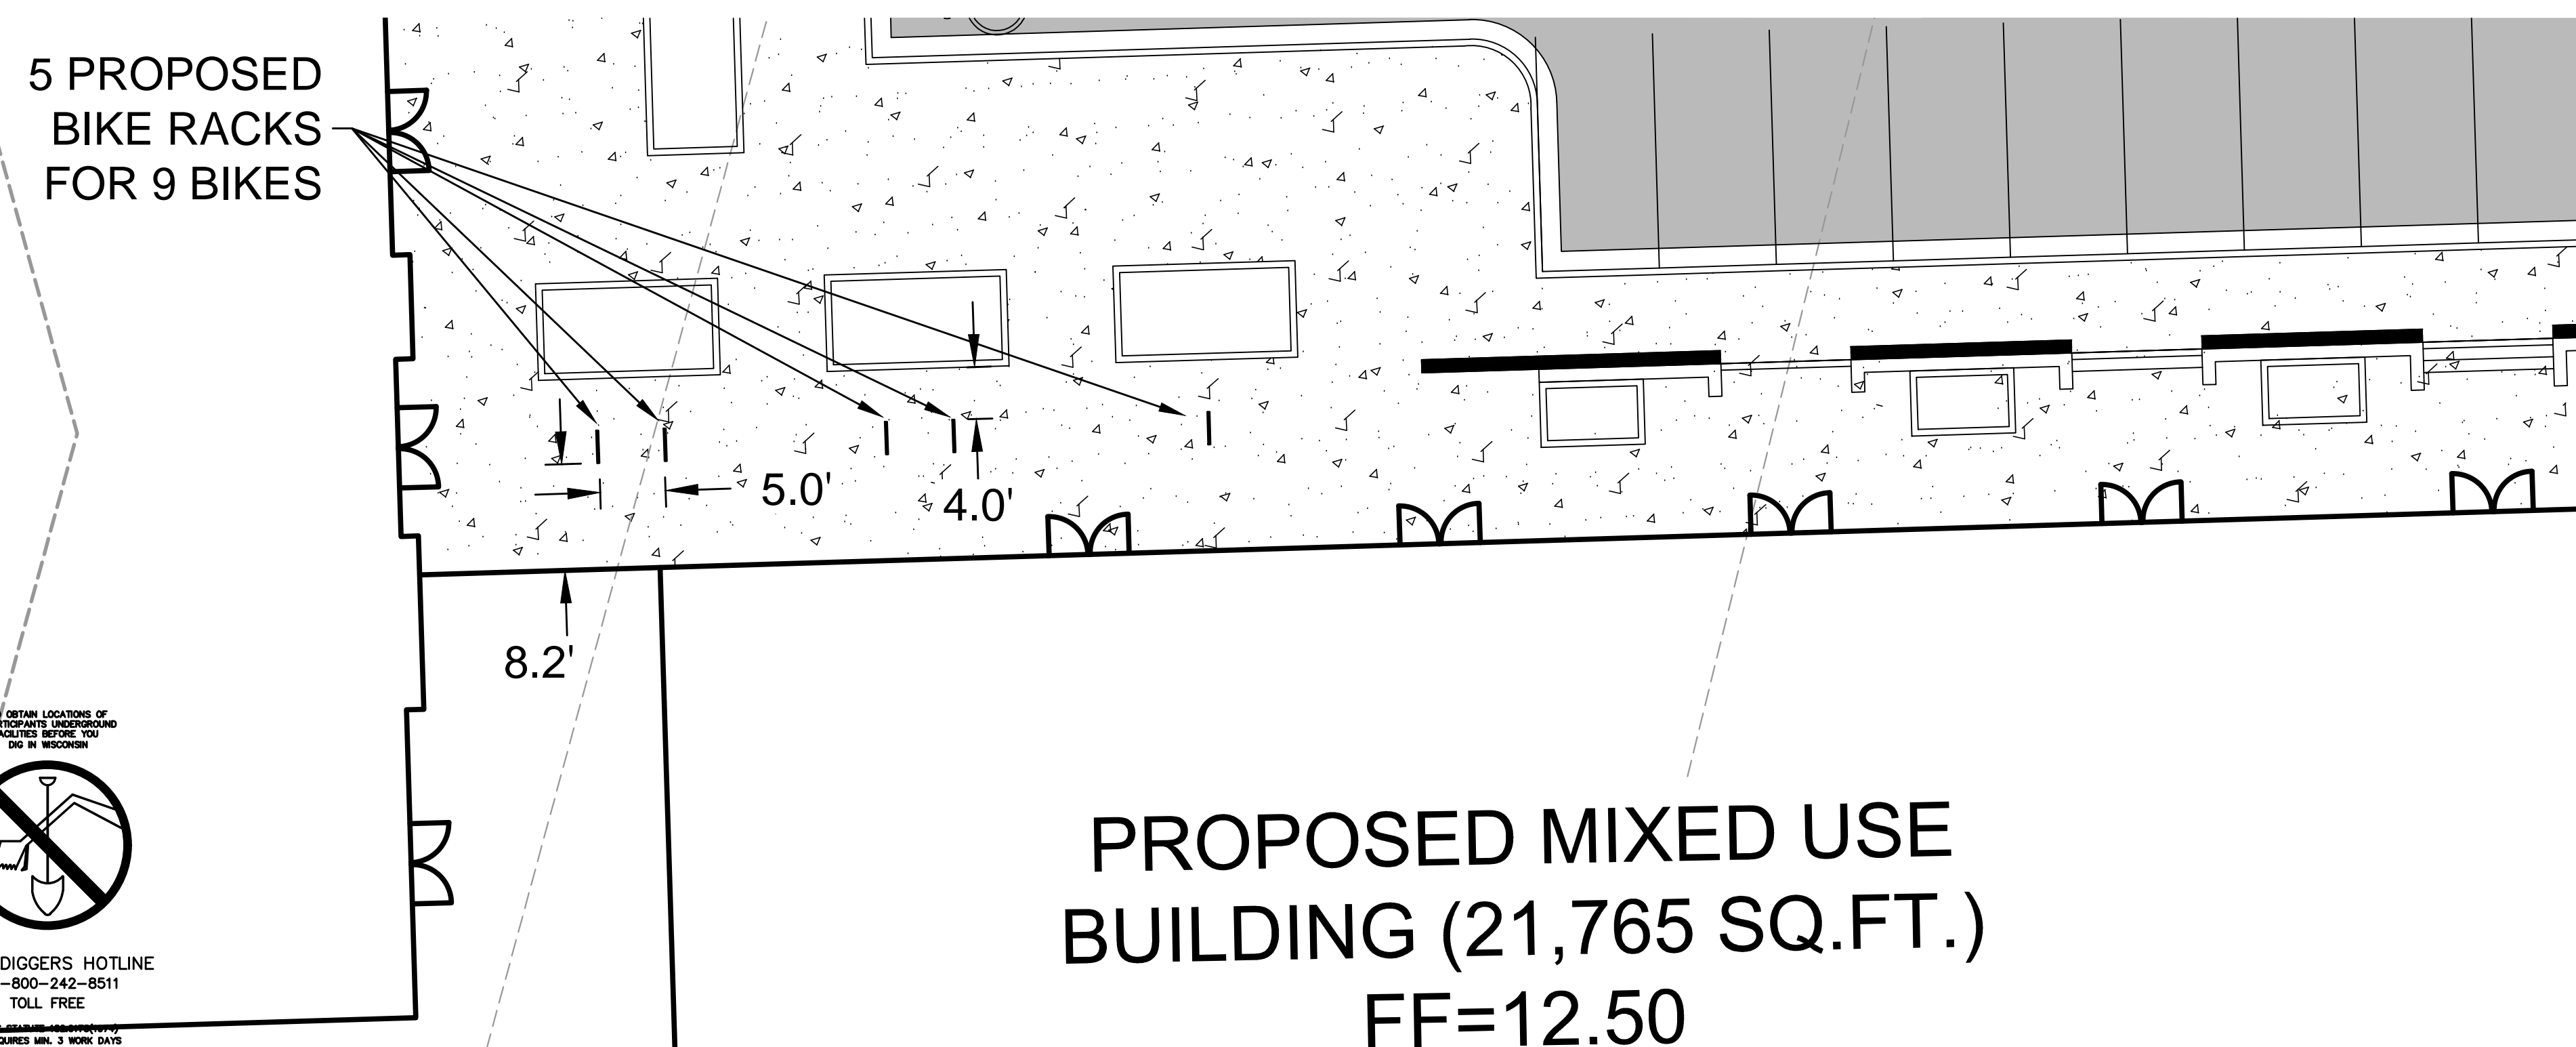 5 PROPOSED
BIKE RACKS
FOR 9 BIKES
5.0'
4.0'
8.2'
OBTAIN LOCATIONS OF
UNDERGROUND
BEFORE YOU
DIG IN WISCONSIN
DIGGERS HOTLINE
-800-242-8511
TOLL FREE
MIN. 3 WORK DAYS
PROPOSED MIXED USE
BUILDING (21,765 SQ.FT.)
FF=12.50